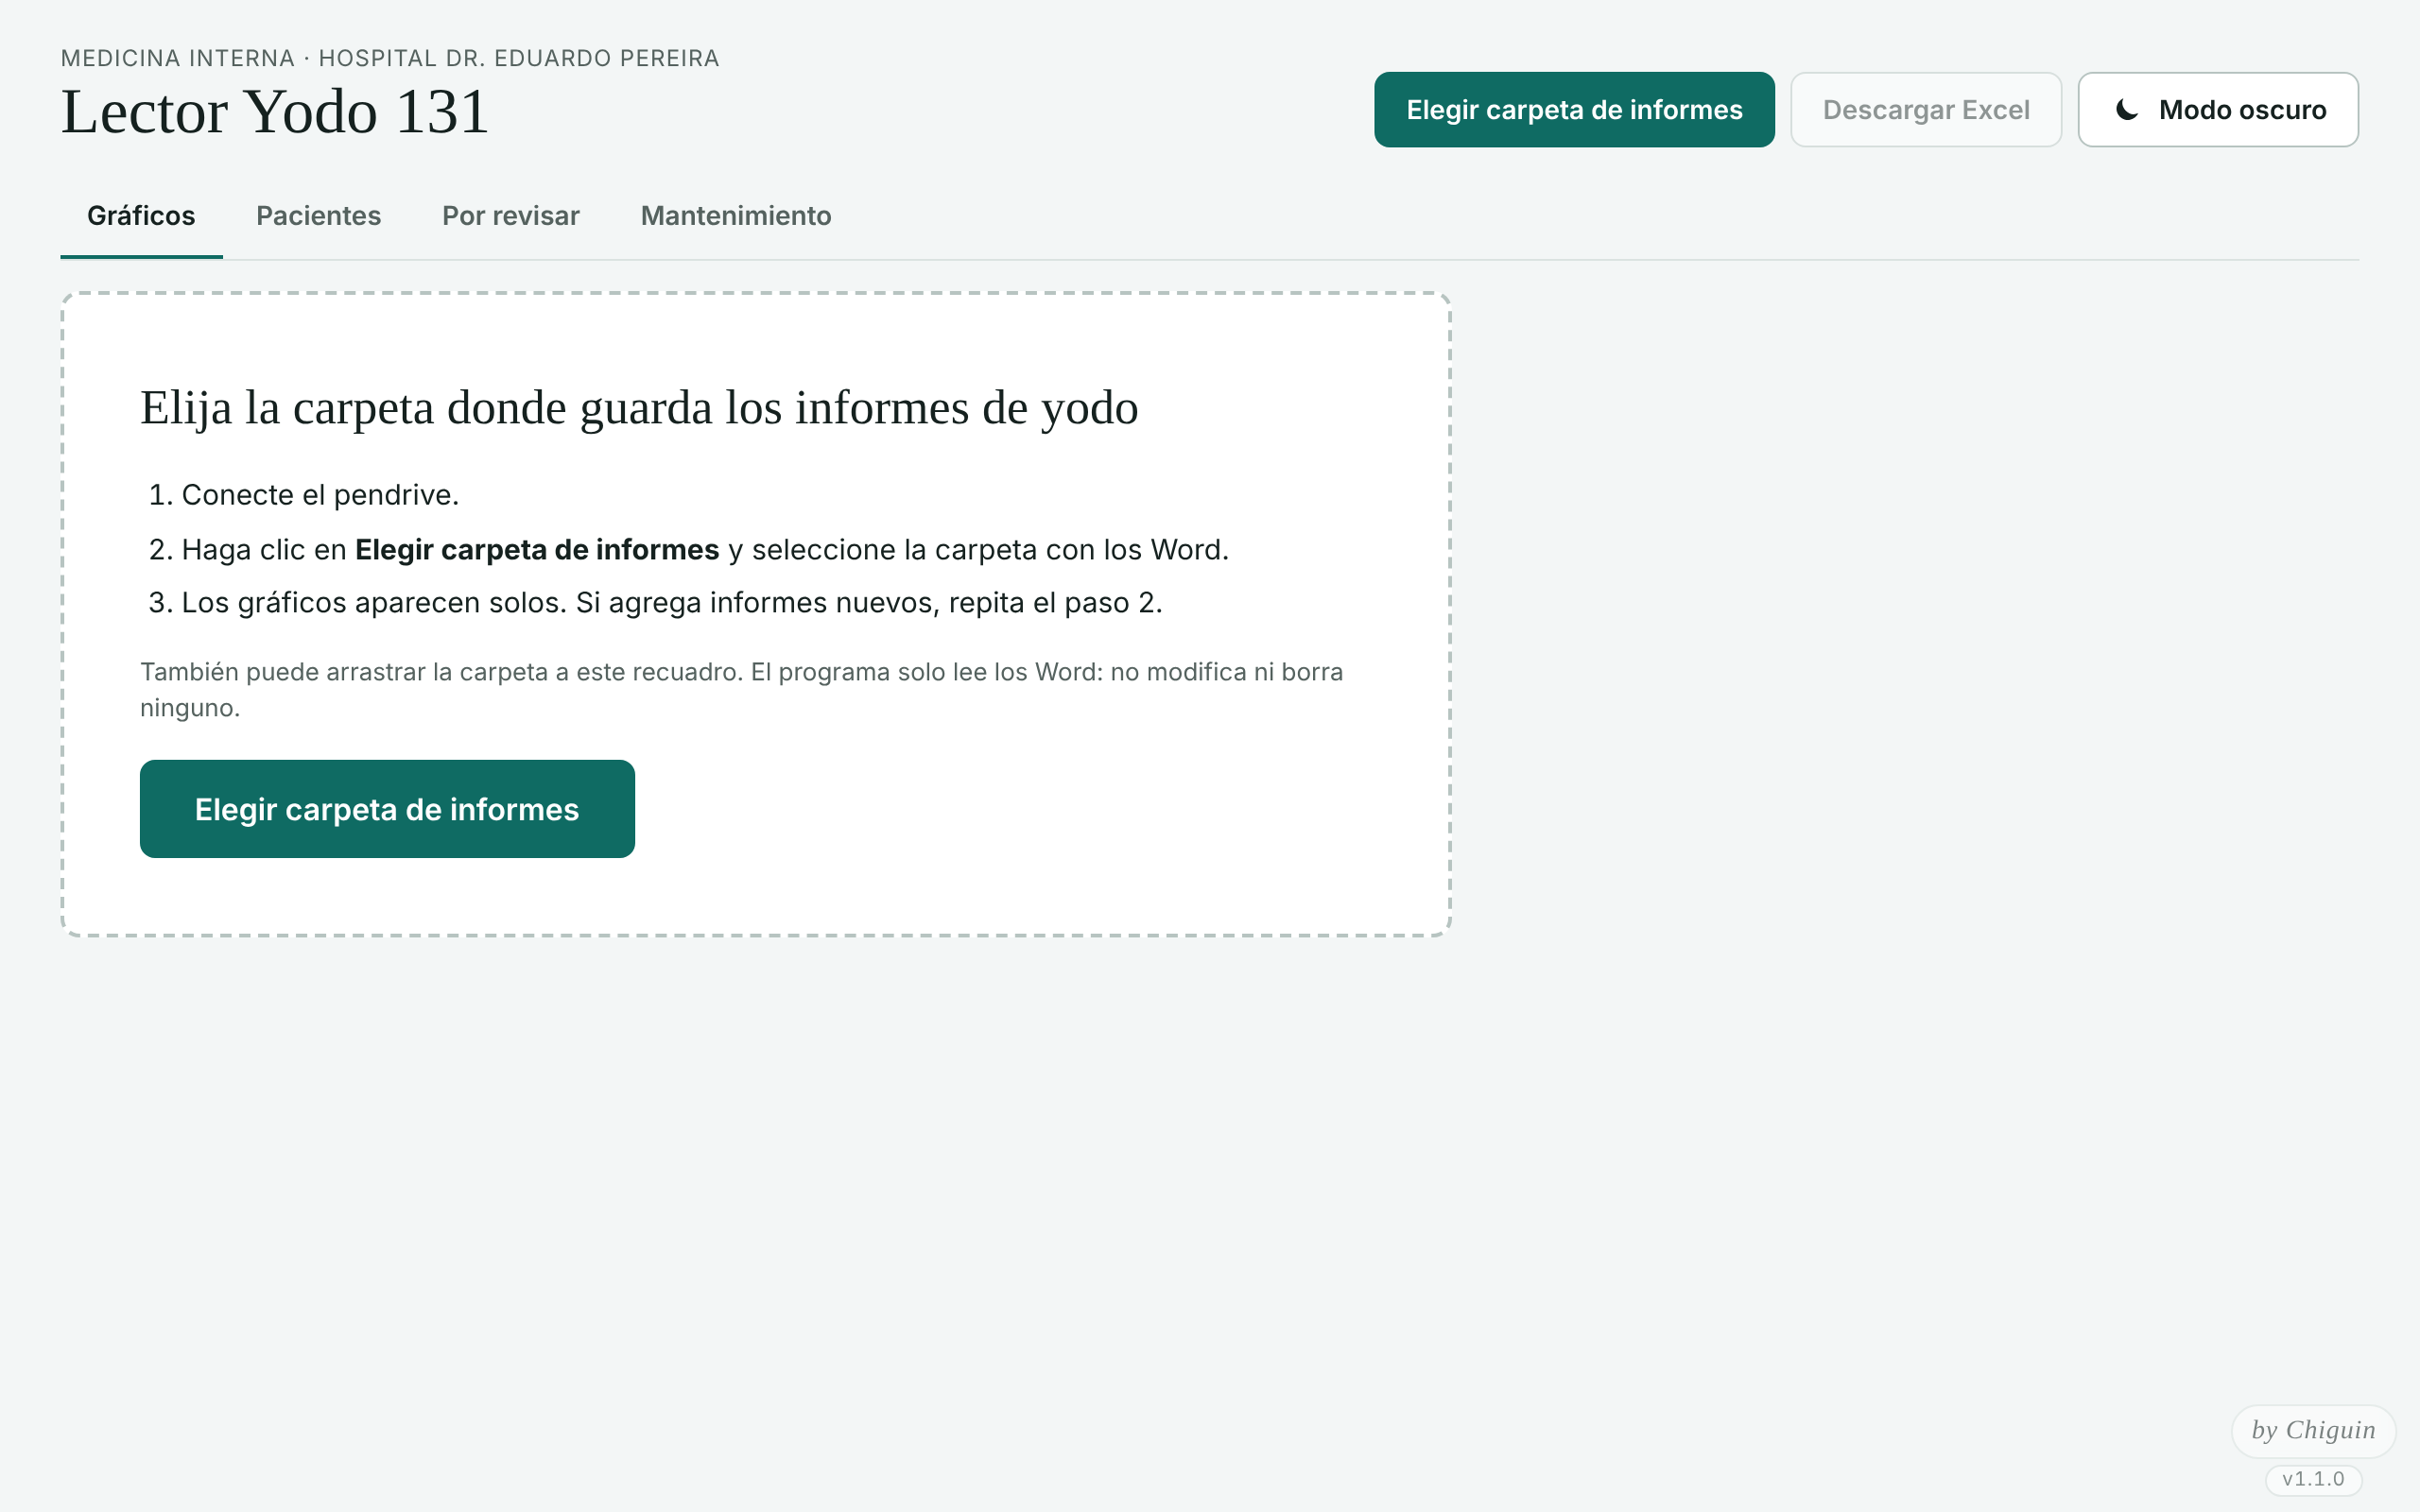 MEDICINA INTERNA · HOSPITAL DR. EDUARDO PEREIRA
Lector Yodo 131
Elegir carpeta de informes
Descargar Excel
Modo oscuro
Gráficos
Pacientes
Por revisar
Mantenimiento
Elija la carpeta donde guarda los informes de yodo
1. Conecte el pendrive.
2. Haga clic en Elegir carpeta de informes y seleccione la carpeta con los Word.
3. Los gráficos aparecen solos. Si agrega informes nuevos, repita el paso 2.
También puede arrastrar la carpeta a este recuadro. El programa solo lee los Word: no modifica ni borra
ninguno.
Elegir carpeta de informes
by Chiguin
v1.1.0